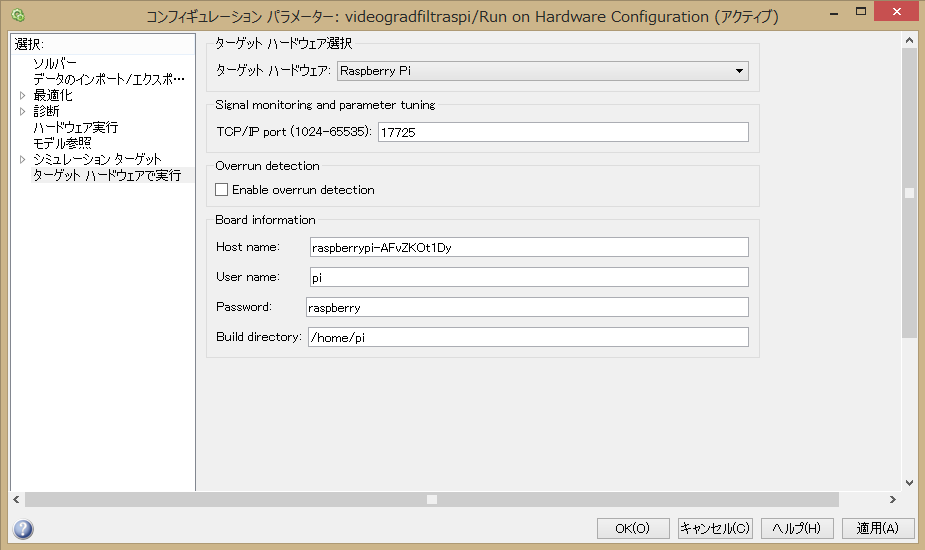 コンフィギュレーション パラメーター: videogradfiltraspi/Run on Hardware Configuration (アクティブ)
選択:
ソルバー
データのインポート/エクスポ…
最適化
診断
ハードウェア実行
モデル参照
シミュレーション ターゲット
ターゲット ハードウェアで実行
ターゲット ハードウェア選択
ターゲット ハードウェア: Raspberry Pi
Signal monitoring and parameter tuning
TCP/IP port (1024-65535): 17725
Overrun detection
Enable overrun detection
Board information
Host name: raspberrypi-AFvZKOt1Dy
User name: pi
Password: raspberry
Build directory: /home/pi
OK(O) キャンセル(C) ヘルプ(H) 適用(A)